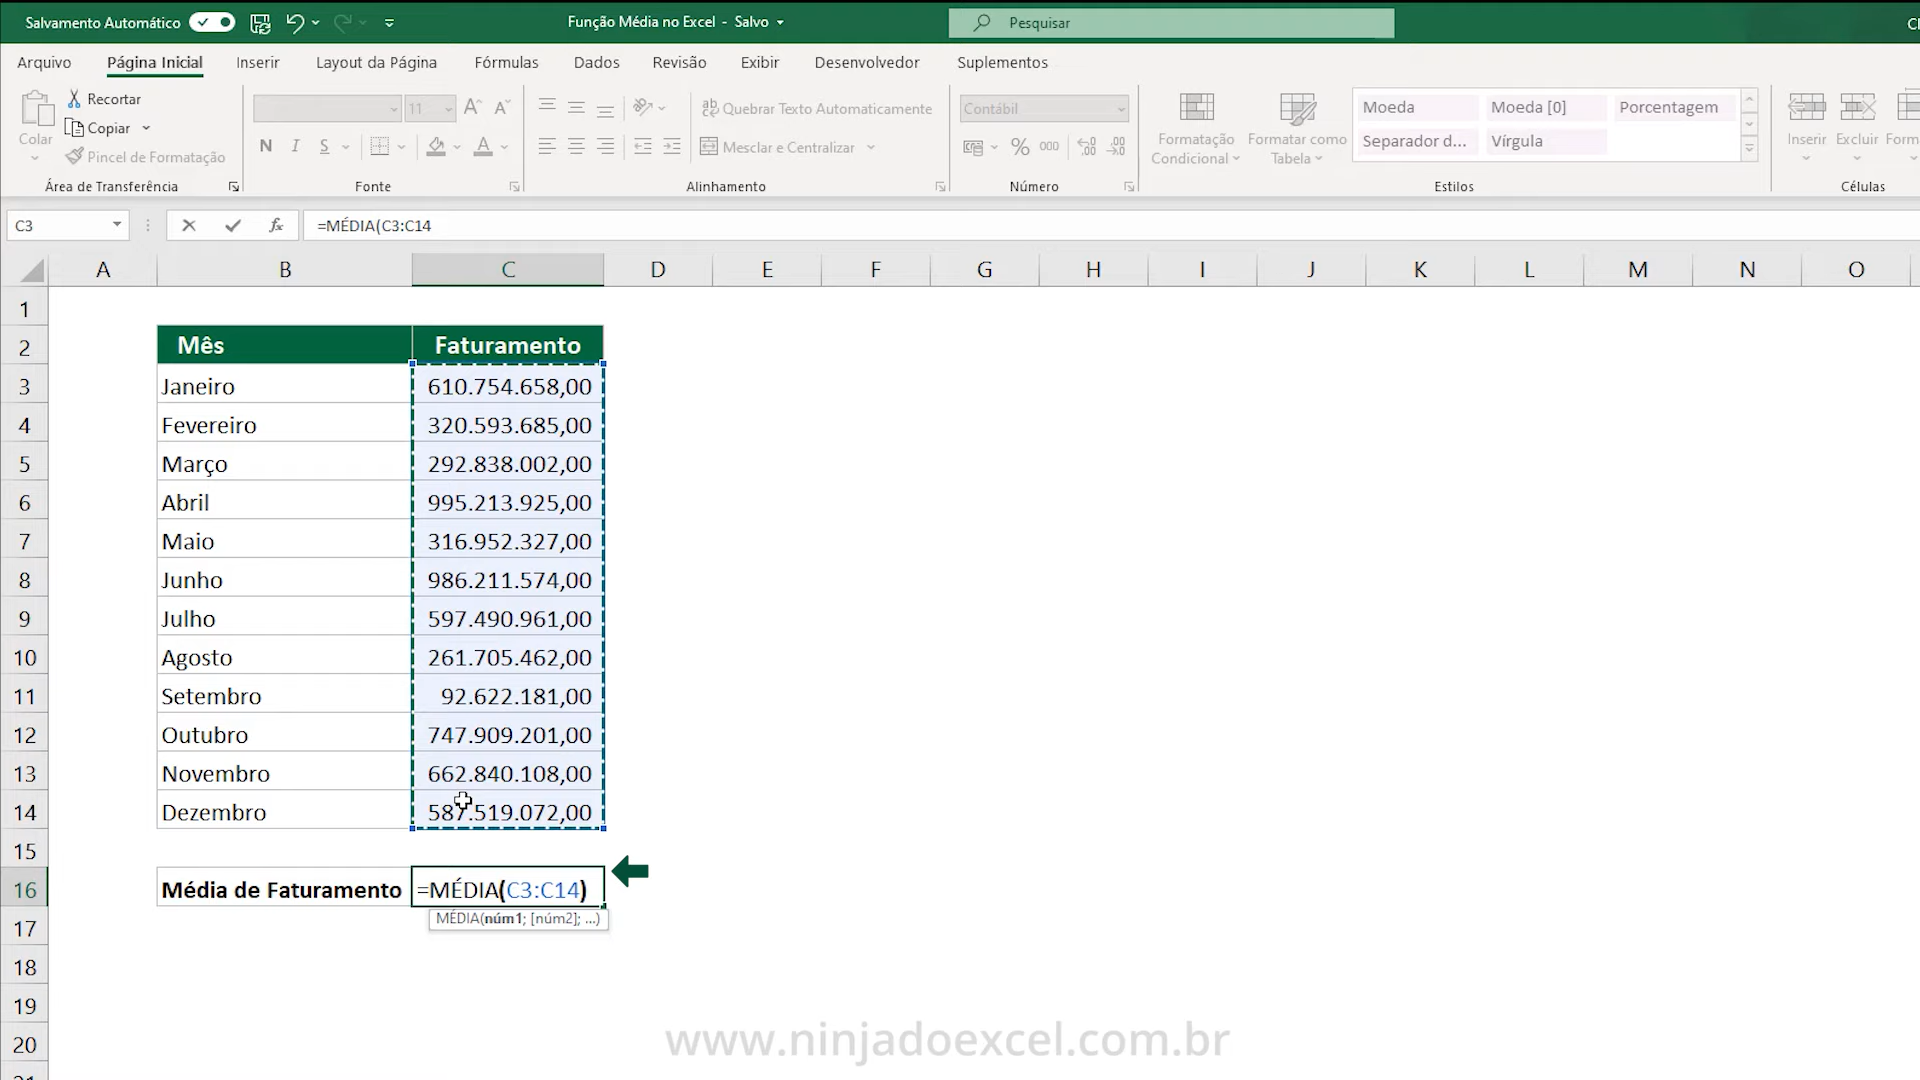 Salvamento Automático
Função Média no Excel - Salvo
Pesquisar
Arquivo Página Inicial Inserir Layout da Página Fórmulas Dados Revisão Exibir Desenvolvedor Suplementos
Colar
Recortar
Copiar
Pincel de Formatação
Área de Transferência
11
N I S
Fonte
Quebrar Texto Automaticamente
Mesclar e Centralizar
Alinhamento
Contábil
% 000
Número
Formatação Condicional
Formatar como Tabela
Moeda Moeda [0] Porcentagem
Separador d... Vírgula
Estilos
Inserir Excluir Form
Células
C3 fx =MÉDIA(C3:C14
A B C D E F G H I J K L M N O
1
2 Mês Faturamento
3 Janeiro 610.754.658,00
4 Fevereiro 320.593.685,00
5 Março 292.838.002,00
6 Abril 995.213.925,00
7 Maio 316.952.327,00
8 Junho 986.211.574,00
9 Julho 597.490.961,00
10 Agosto 261.705.462,00
11 Setembro 92.622.181,00
12 Outubro 747.909.201,00
13 Novembro 662.840.108,00
14 Dezembro 587.519.072,00
15
16 Média de Faturamento =MÉDIA(C3:C14)
MÉDIA(núm1; [núm2]; ...)
17
18
19
20
www.ninjadoexcel.com.br